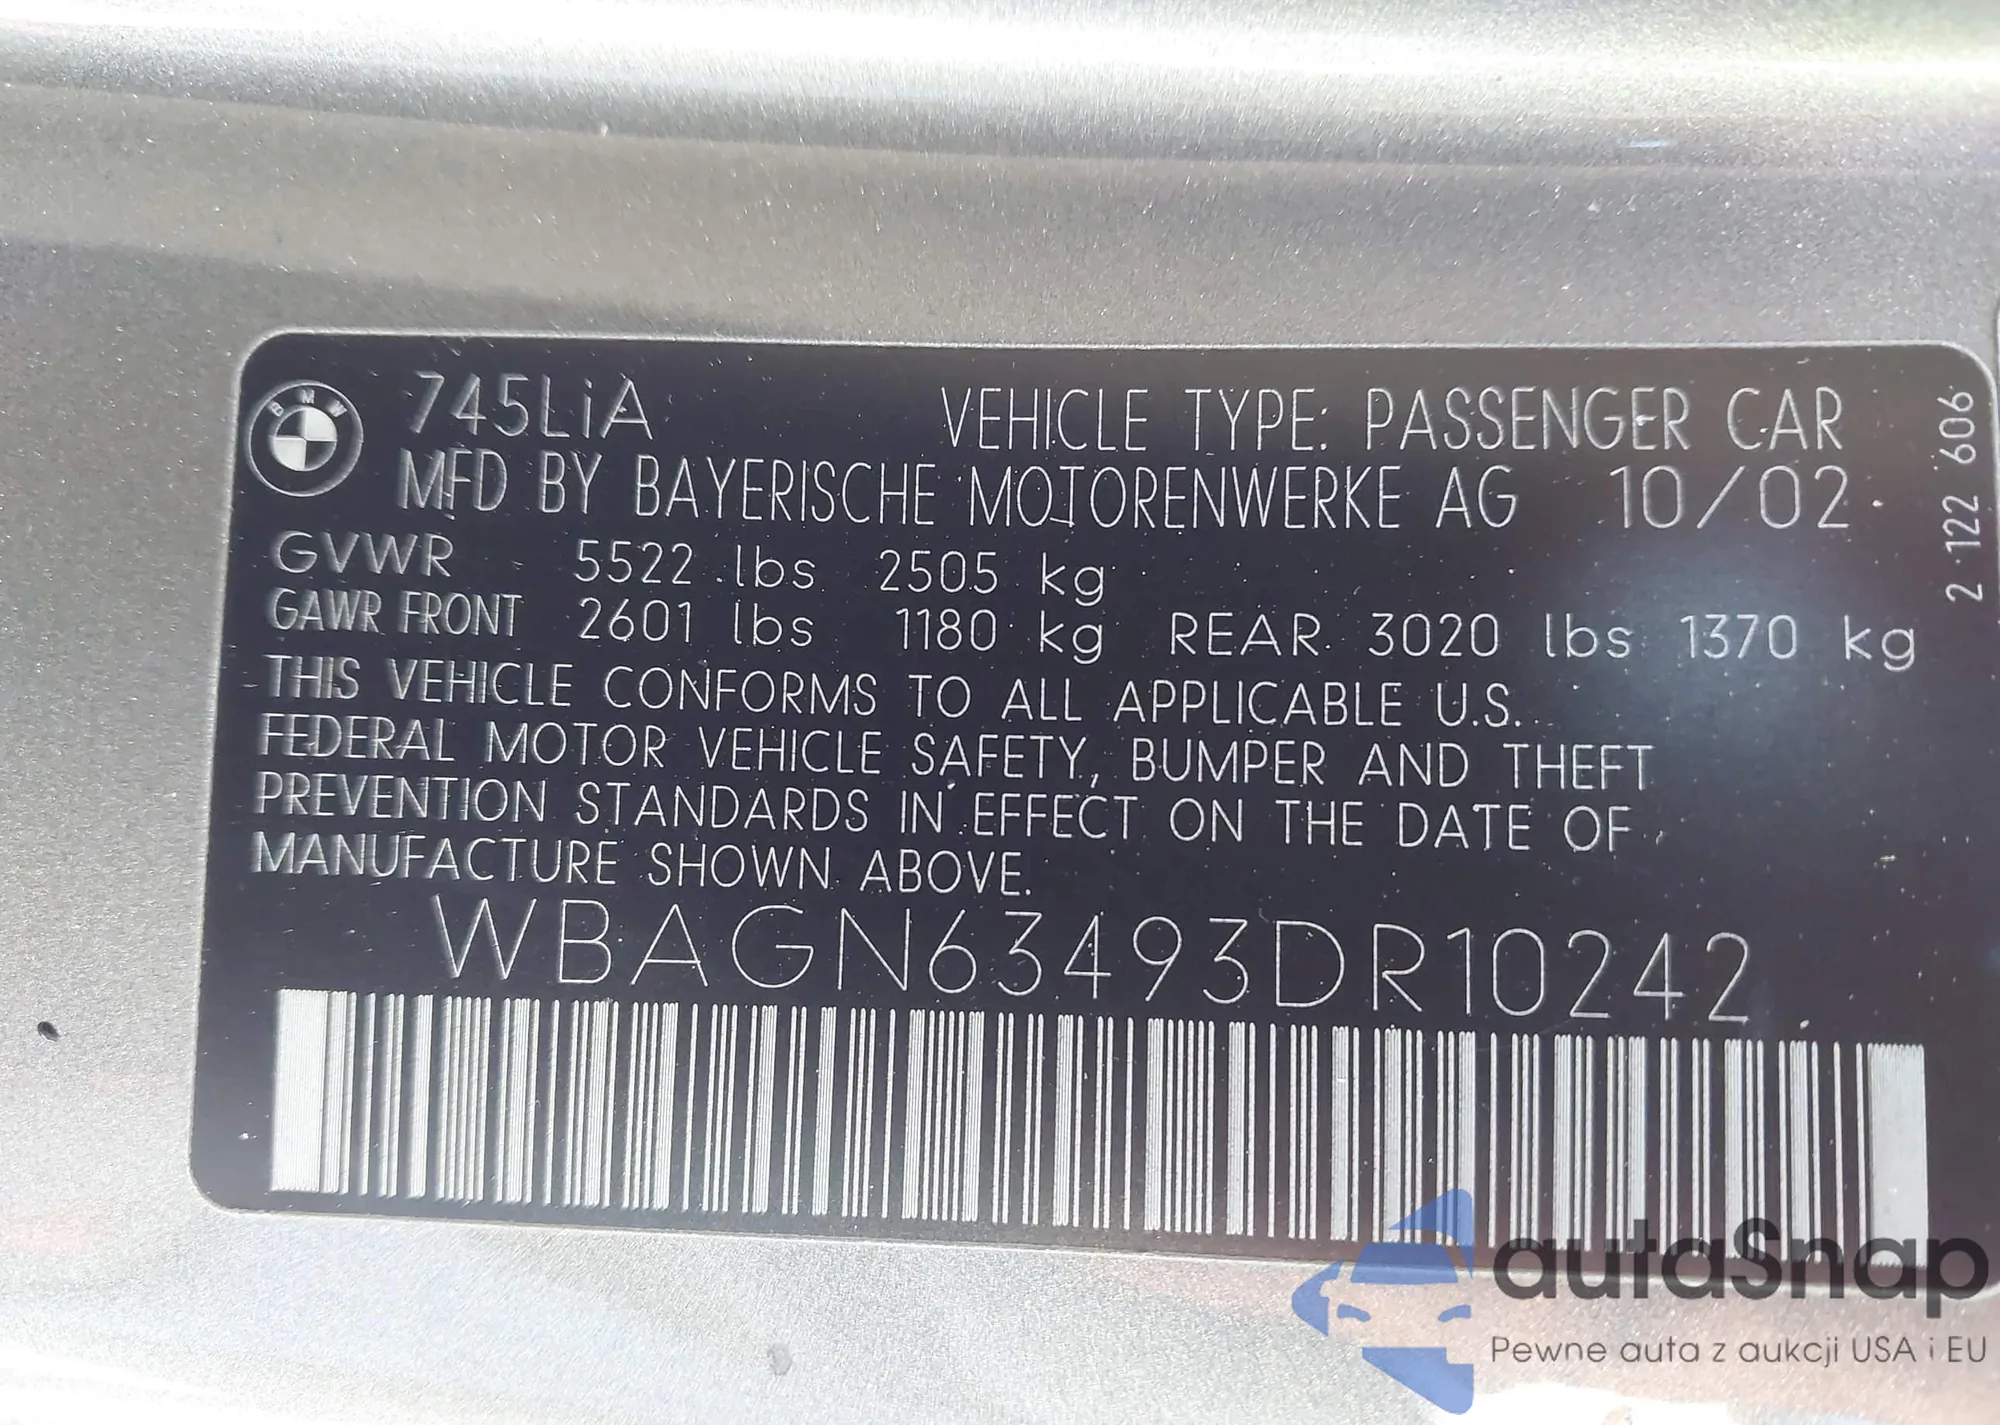 BMW
745LiA VEHICLE TYPE: PASSENGER CAR
MFD BY BAYERISCHE MOTORENWERKE AG 10/02
GVWR 5522 lbs 2505 kg
GAWR FRONT 2601 lbs 1180 kg REAR 3020 lbs 1370 kg
THIS VEHICLE CONFORMS TO ALL APPLICABLE U.S.
FEDERAL MOTOR VEHICLE SAFETY, BUMPER AND THEFT
PREVENTION STANDARDS IN EFFECT ON THE DATE OF
MANUFACTURE SHOWN ABOVE.
WBAGN63493DR10242
2 122 606
autaSnap
Pewne auta z aukcji USA i EU